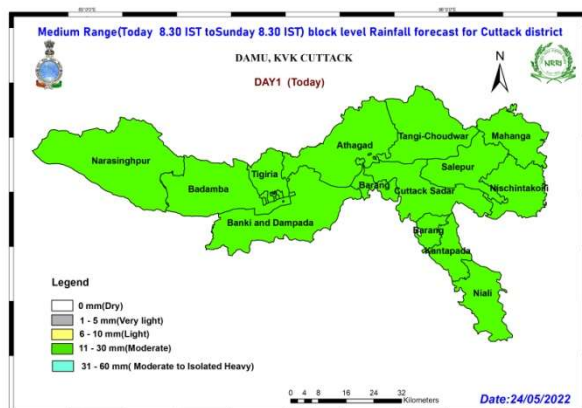 Medium Range(Today 8.30 IST toSunday 8.30 IST) block level Rainfall forecast for Cuttack district
DAMU, KVK CUTTACK
N
NRRI
DAY1 (Today)
Tangi-Choudwar
Mahanga
Athagad
Narasinghpur
Tigiria
Salepur
Badamba
Barang
Cuttack Sadar
Nischintakoili
Banki and Dampada
Barang
Kantapada
Niali
Legend
0 mm(Dry)
1 - 5 mm(Very light)
6 - 10 mm(Light)
11 - 30 mm(Moderate)
31 - 60 mm( Moderate to Isolated Heavy)
0 4 8 16 24 32
Kilometers
Date:24/05/2022